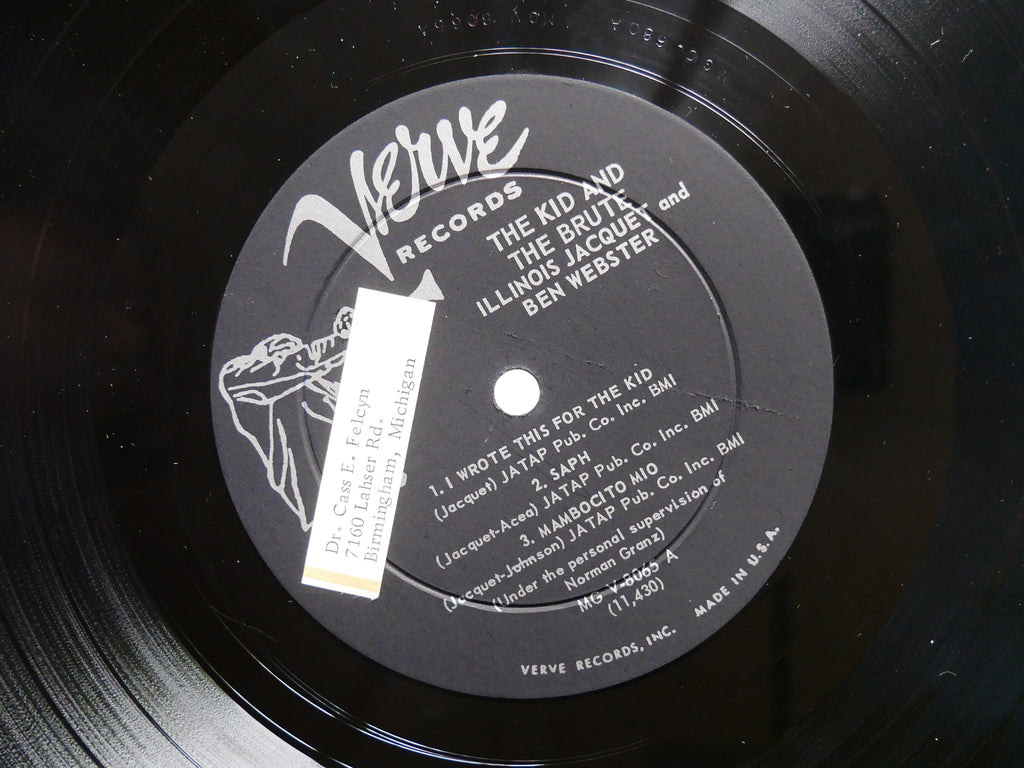 Verve
RECORDS
THE KID AND
THE BRUTE
ILLINOIS JACQUET and
BEN WEBSTER
Dr. Cass E. Felcyn
7160 Lahser Rd.
Birmingham, Michigan
1. I WROTE THIS FOR THE KID
(Jacquet) JATAP Pub. Co. Inc. BMI
2. SAPH
(Jacquet-Acea) JATAP Pub. Co. Inc. BMI
3. MAMBOCITO MIO
(Jacquet-Johnson) JATAP Pub. Co. Inc. BMI
(Under the personal supervision of
Norman Granz)
MG V-8065 A
(11,430)
VERVE RECORDS, INC. MADE IN U.S.A.